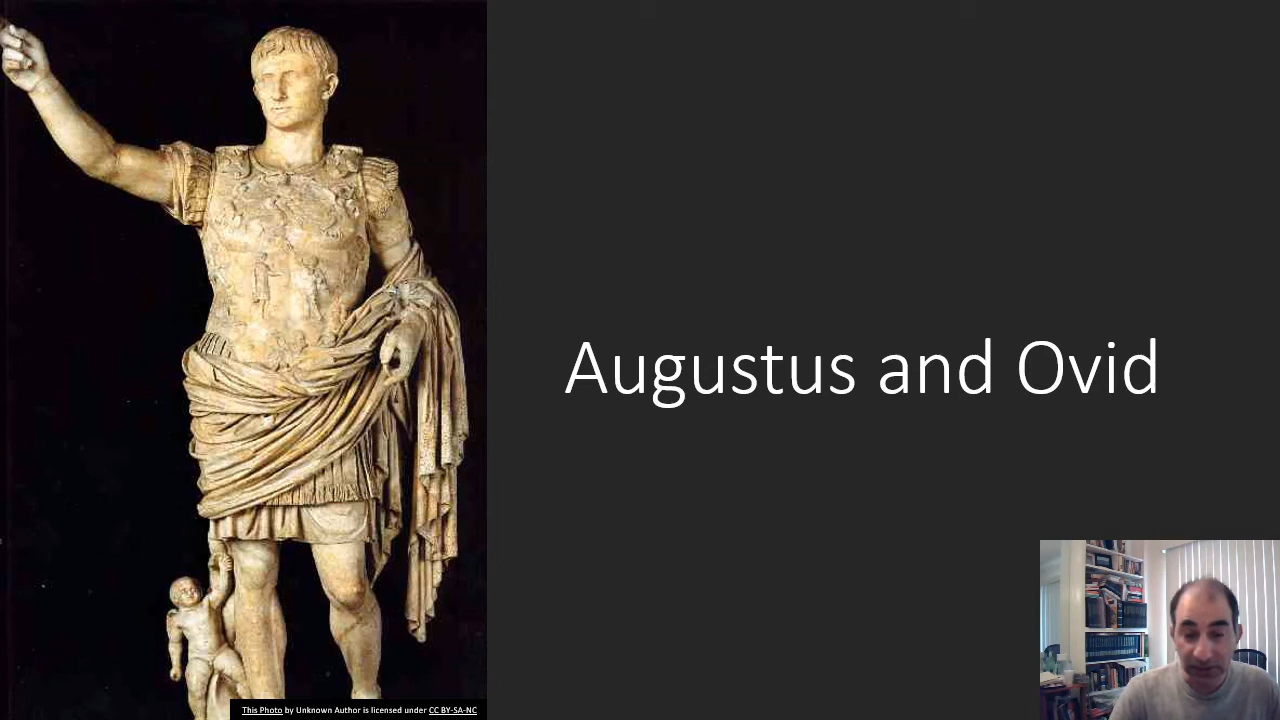 Augustus and Ovid
This Photo by Unknown Author is licensed under CC BY-SA-NC